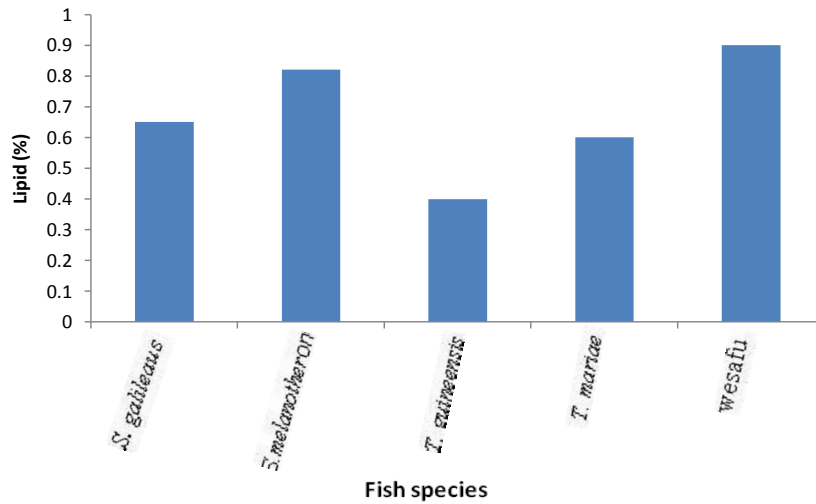 Lipid (%)
1
0.9
0.8
0.7
0.6
0.5
0.4
0.3
0.2
0.1
0
S. galileaus
S.melanotheron
T. guineensis
T. mariae
wesafu
Fish species